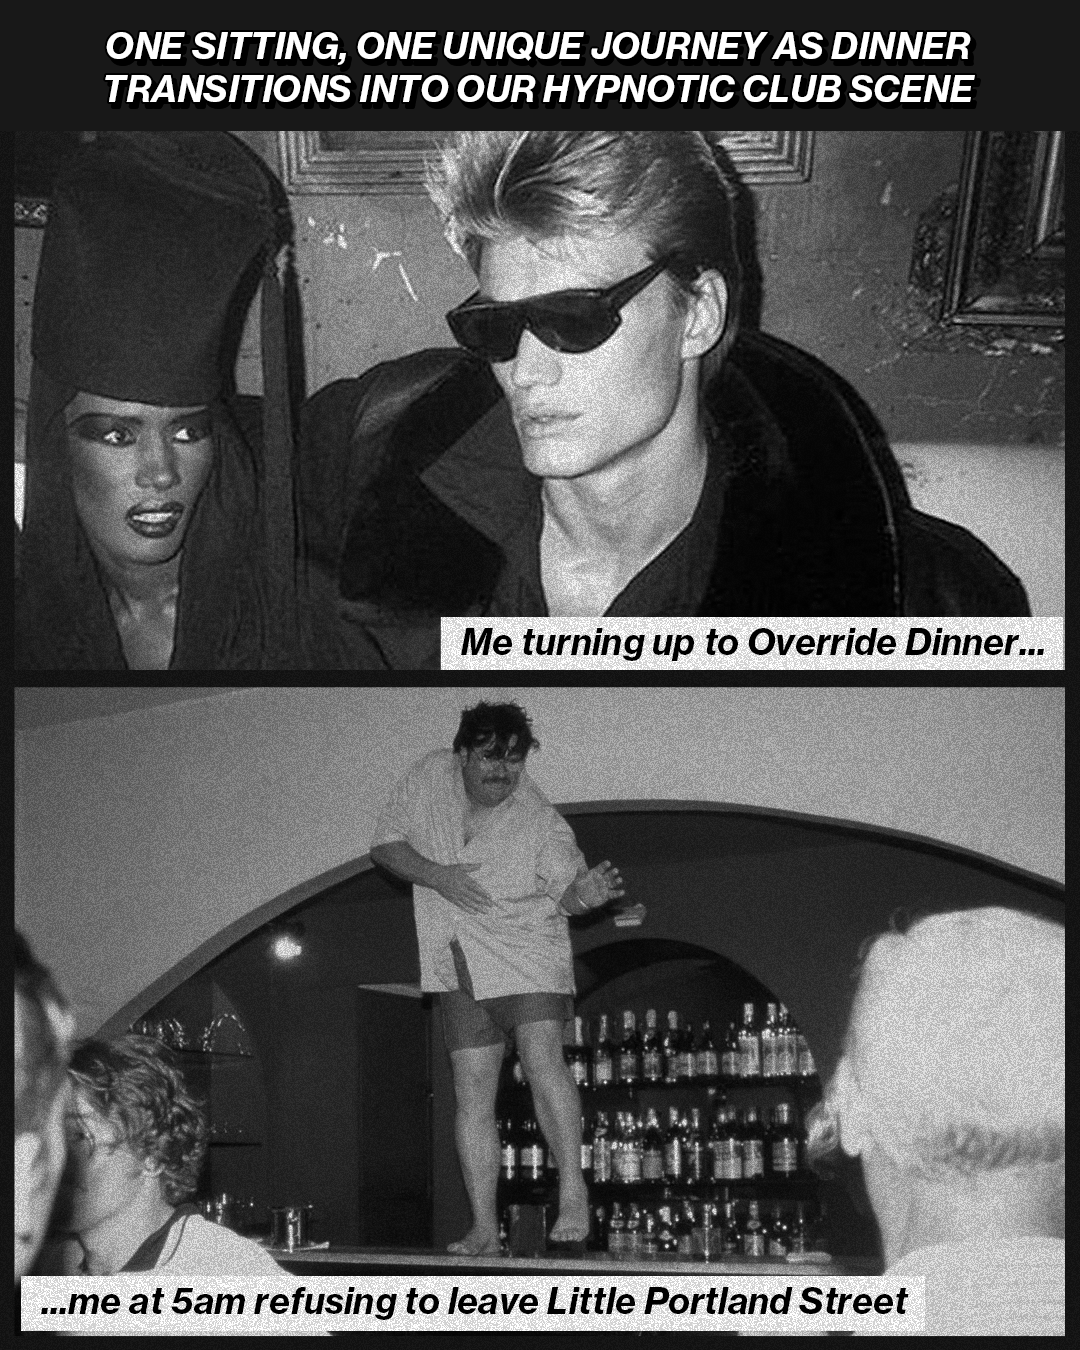 ONE SITTING, ONE UNIQUE JOURNEY AS DINNER
TRANSITIONS INTO OUR HYPNOTIC CLUB SCENE
Me turning up to Override Dinner...
...me at 5am refusing to leave Little Portland Street